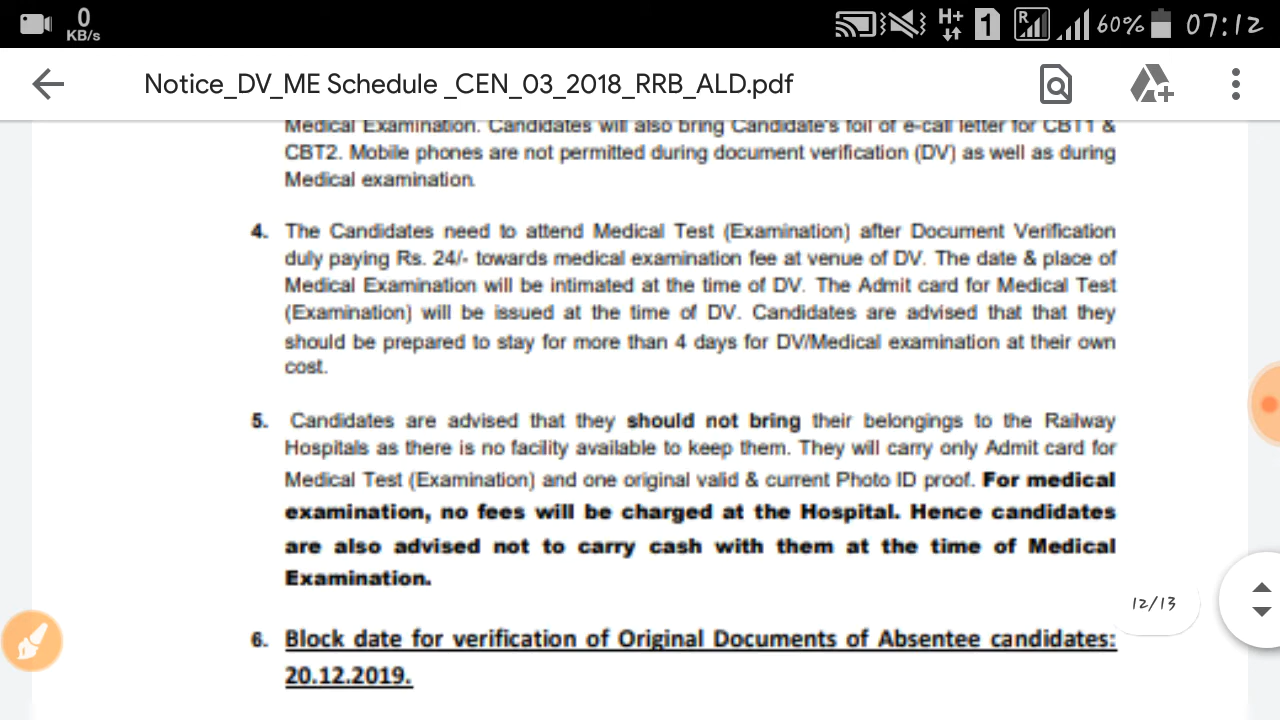 0
KB/s
H+ 1 R 60% 07:12
Notice_DV_ME Schedule _CEN_03_2018_RRB_ALD.pdf
Medical Examination. Candidates will also bring Candidate's foil of e-call letter for CBT1 &
CBT2. Mobile phones are not permitted during document verification (DV) as well as during
Medical examination.
4. The Candidates need to attend Medical Test (Examination) after Document Verification
duly paying Rs. 24/- towards medical examination fee at venue of DV. The date & place of
Medical Examination will be intimated at the time of DV. The Admit card for Medical Test
(Examination) will be issued at the time of DV. Candidates are advised that that they
should be prepared to stay for more than 4 days for DV/Medical examination at their own
cost.
5. Candidates are advised that they should not bring their belongings to the Railway
Hospitals as there is no facility available to keep them. They will carry only Admit card for
Medical Test (Examination) and one original valid & current Photo ID proof. For medical
examination, no fees will be charged at the Hospital. Hence candidates
are also advised not to carry cash with them at the time of Medical
Examination.
12/13
6. Block date for verification of Original Documents of Absentee candidates:
20.12.2019.